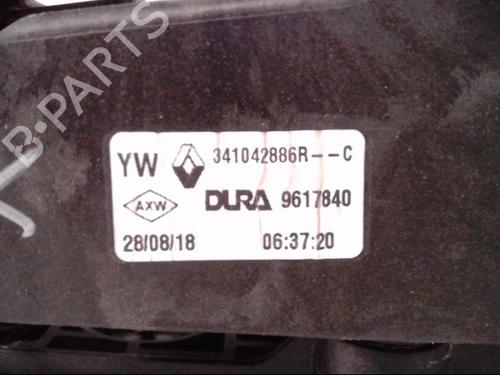 B-PARTS
YW 341042886R--C
AXW DURA 9617840
28/08/18 06:37:20